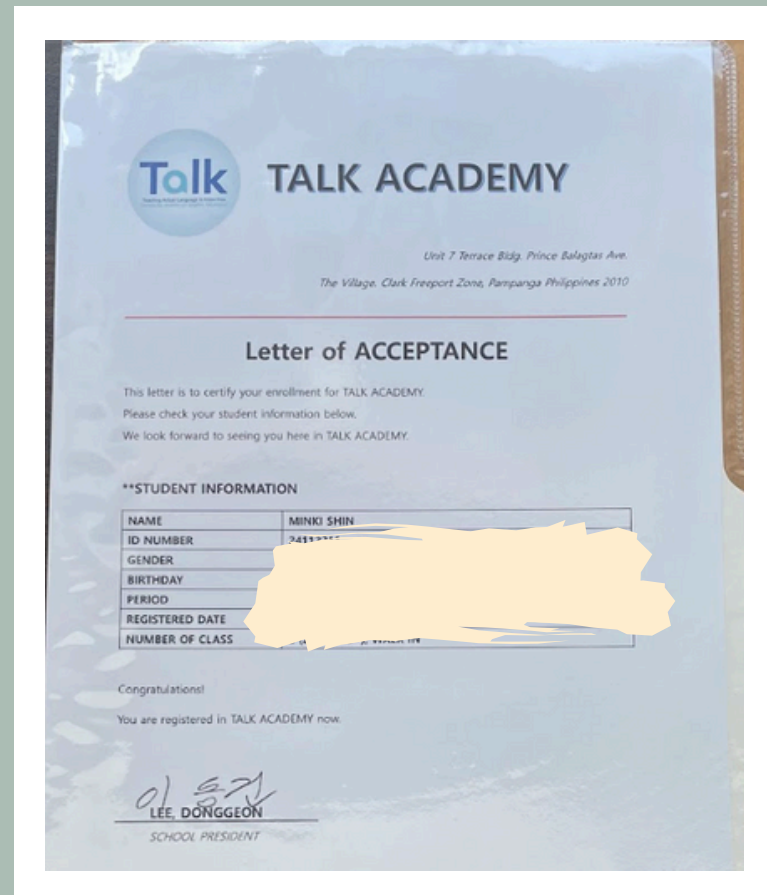 Talk
TALK ACADEMY
Unit 7 Terrace Bldg. Prince Balagtas Ave.
The Village. Clark Freeport Zone, Pampanga Philippines 2010
Letter of ACCEPTANCE
This letter is to certify your enrollment for TALK ACADEMY.
Please check your student information below.
We look forward to seeing you here in TALK ACADEMY.
**STUDENT INFORMATION
NAME MINKI SHIN
ID NUMBER
GENDER
BIRTHDAY
PERIOD
REGISTERED DATE
NUMBER OF CLASS
Congratulations!
You are registered in TALK ACADEMY now.
이동건
LEE, DONGGEON
SCHOOL PRESIDENT